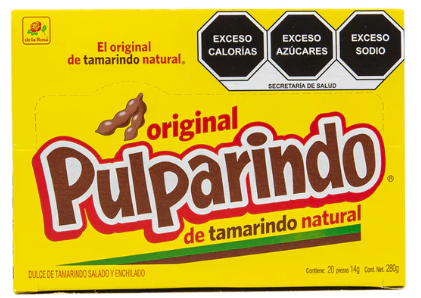 de la Rosa
El original
de tamarindo natural®
EXCESO
CALORÍAS
EXCESO
AZÚCARES
EXCESO
SODIO
SECRETARÍA DE SALUD
original
Pulparindo®
de tamarindo natural
DULCE DE TAMARINDO SALADO Y ENCHILADO
Contiene: 20 piezas 14g Cont. Net. 280g